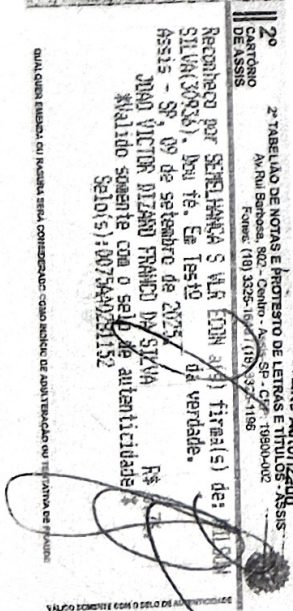 2º
CARTÓRIO
DE ASSIS
2º TABELIÃO DE NOTAS E PROTESTO DE LETRAS E TÍTULOS - ASSIS
Av. Rui Barbosa, 802 - Centro - Assis-SP - CEP 19800-002
Fones: (18) 3325-
Reconheço por SEMELHANÇA S VLR ECON a(s) firma(s) de:
SILVA(30936). Dou fé. Em Testº da verdade.
Assis - SP, 09 de setembro de 2025
JOAO VICTOR DIZARO FRANCO DA SILVA R$
*Valido somente com o selo de autenticidade*
Selo(s):
QUALQUER EMENDA OU RASURA SERÁ CONSIDERADO COMO INDÍCIO DE ADULTERAÇÃO OU TENTATIVA DE FRAUDE
VÁLIDO SOMENTE COM O SELO DE AUTENTICIDADE